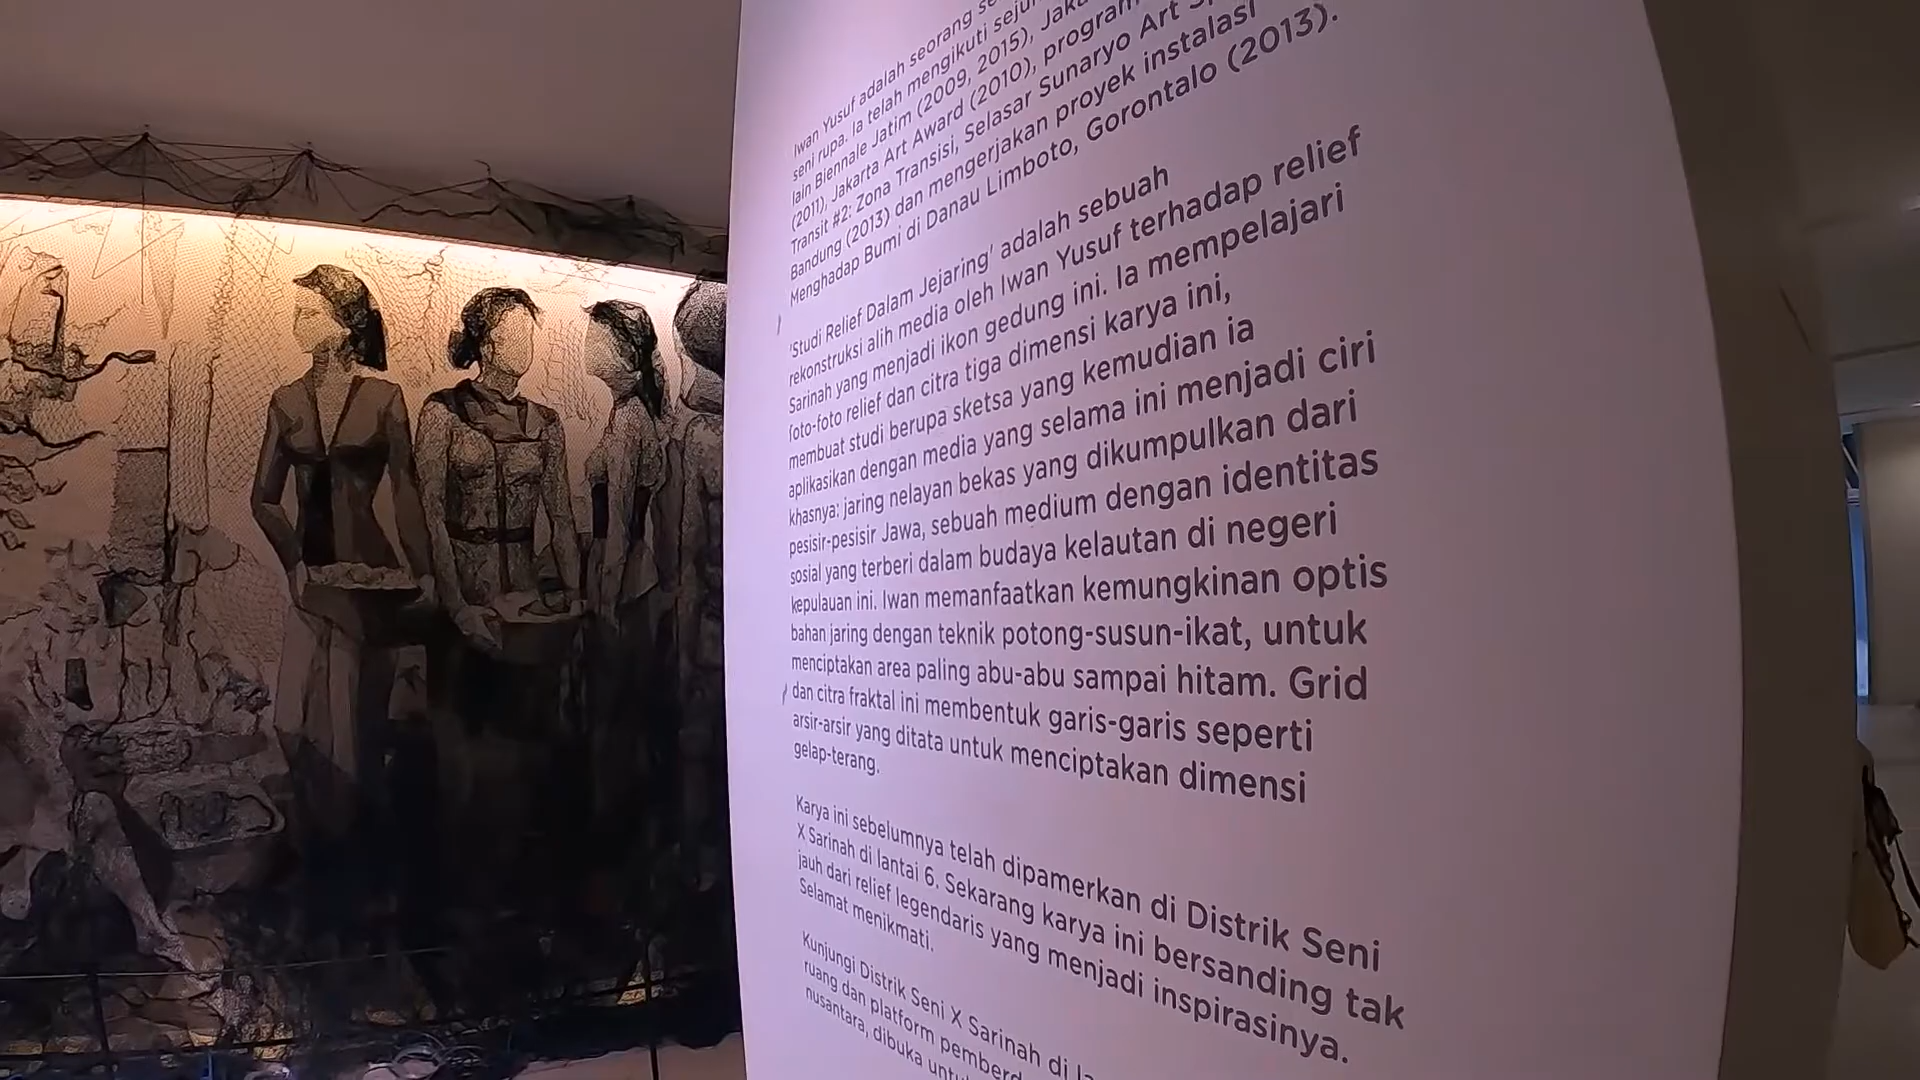 Iwan Yusuf adalah seorang
seni rupa. Ia telah mengikuti
lain Biennale Jatim (2009, 2015),
(2011), Jakarta Art Award (2010), program
Transit #2: Zona Transisi, Selasar Sunaryo Art
Bandung (2013) dan mengerjakan proyek instalasi
Menghadap Bumi di Danau Limboto, Gorontalo (2013).
'Studi Relief Dalam Jejaring' adalah sebuah
rekonstruksi alih media oleh Iwan Yusuf terhadap relief
Sarinah yang menjadi ikon gedung ini. Ia mempelajari
foto-foto relief dan citra tiga dimensi karya ini,
membuat studi berupa sketsa yang kemudian ia
aplikasikan dengan media yang selama ini menjadi ciri
khasnya: jaring nelayan bekas yang dikumpulkan dari
pesisir-pesisir Jawa, sebuah medium dengan identitas
sosial yang terberi dalam budaya kelautan di negeri
kepulauan ini. Iwan memanfaatkan kemungkinan optis
bahan jaring dengan teknik potong-susun-ikat, untuk
menciptakan area paling abu-abu sampai hitam. Grid
dan citra fraktal ini membentuk garis-garis seperti
arsir-arsir yang ditata untuk menciptakan dimensi
gelap-terang.
Karya ini sebelumnya telah dipamerkan di Distrik Seni
X Sarinah di lantai 6. Sekarang karya ini bersanding tak
jauh dari relief legendaris yang menjadi inspirasinya.
Selamat menikmati.
Kunjungi Distrik Seni X Sarinah di
ruang dan platform
nusantara, dibuka